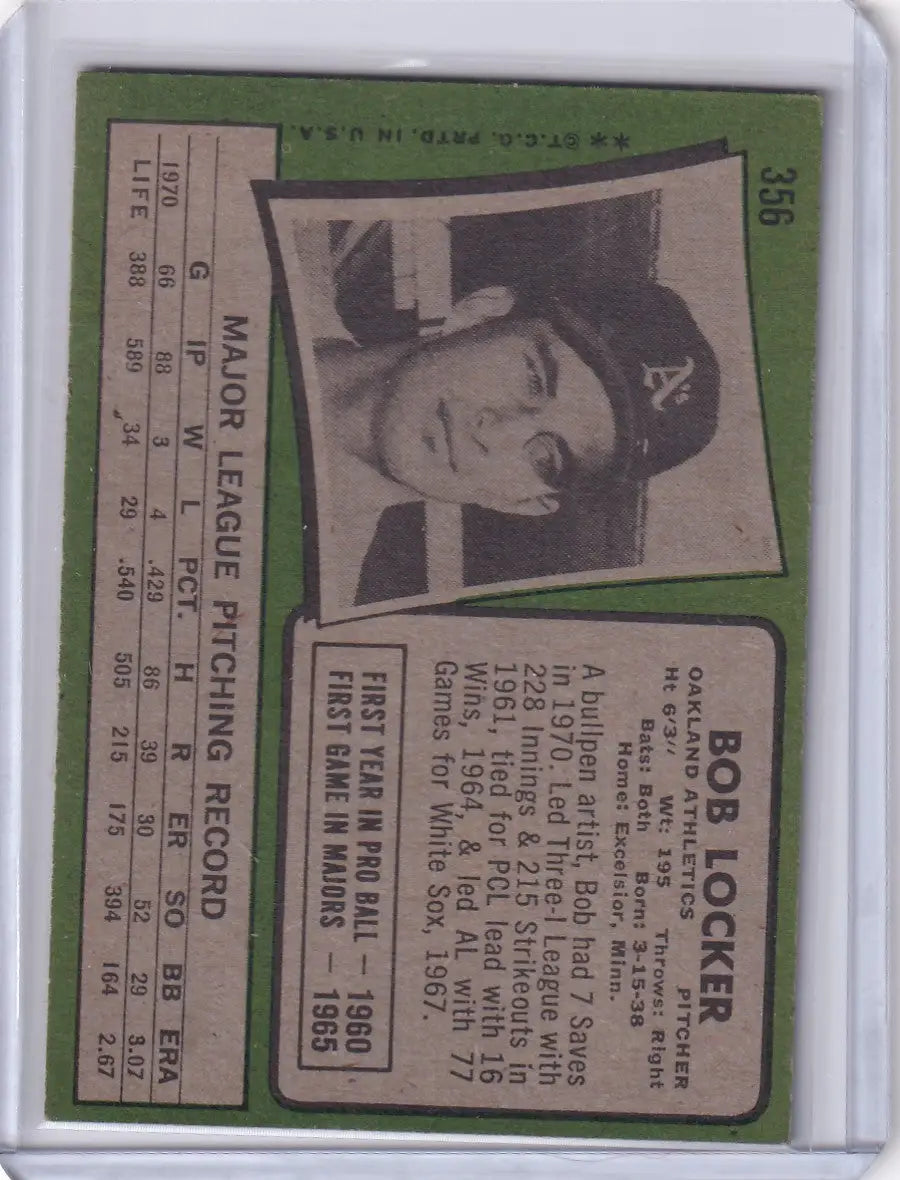 356
** ©T.C.G. PRTD. IN U.S.A.
A's
BOB LOCKER
OAKLAND ATHLETICS PITCHER
Ht 6'3" Wt: 195 Throws: Right
Bats: Both Born: 3-15-38
Home: Excelsior, Minn.
A bullpen artist, Bob had 7 Saves
in 1970. Led Three-I League with
228 Innings & 215 Strikeouts in
1961, tied for PCL lead with 16
Wins, 1964, & led AL with 77
Games for White Sox, 1967.
FIRST YEAR IN PRO BALL — 1960
FIRST GAME IN MAJORS — 1965
MAJOR LEAGUE PITCHING RECORD
G IP W L PCT. H R ER SO BB ERA
1970 66 88 3 4 .429 86 39 30 52 29 3.07
LIFE 388 589 34 29 .540 505 215 175 394 164 2.67